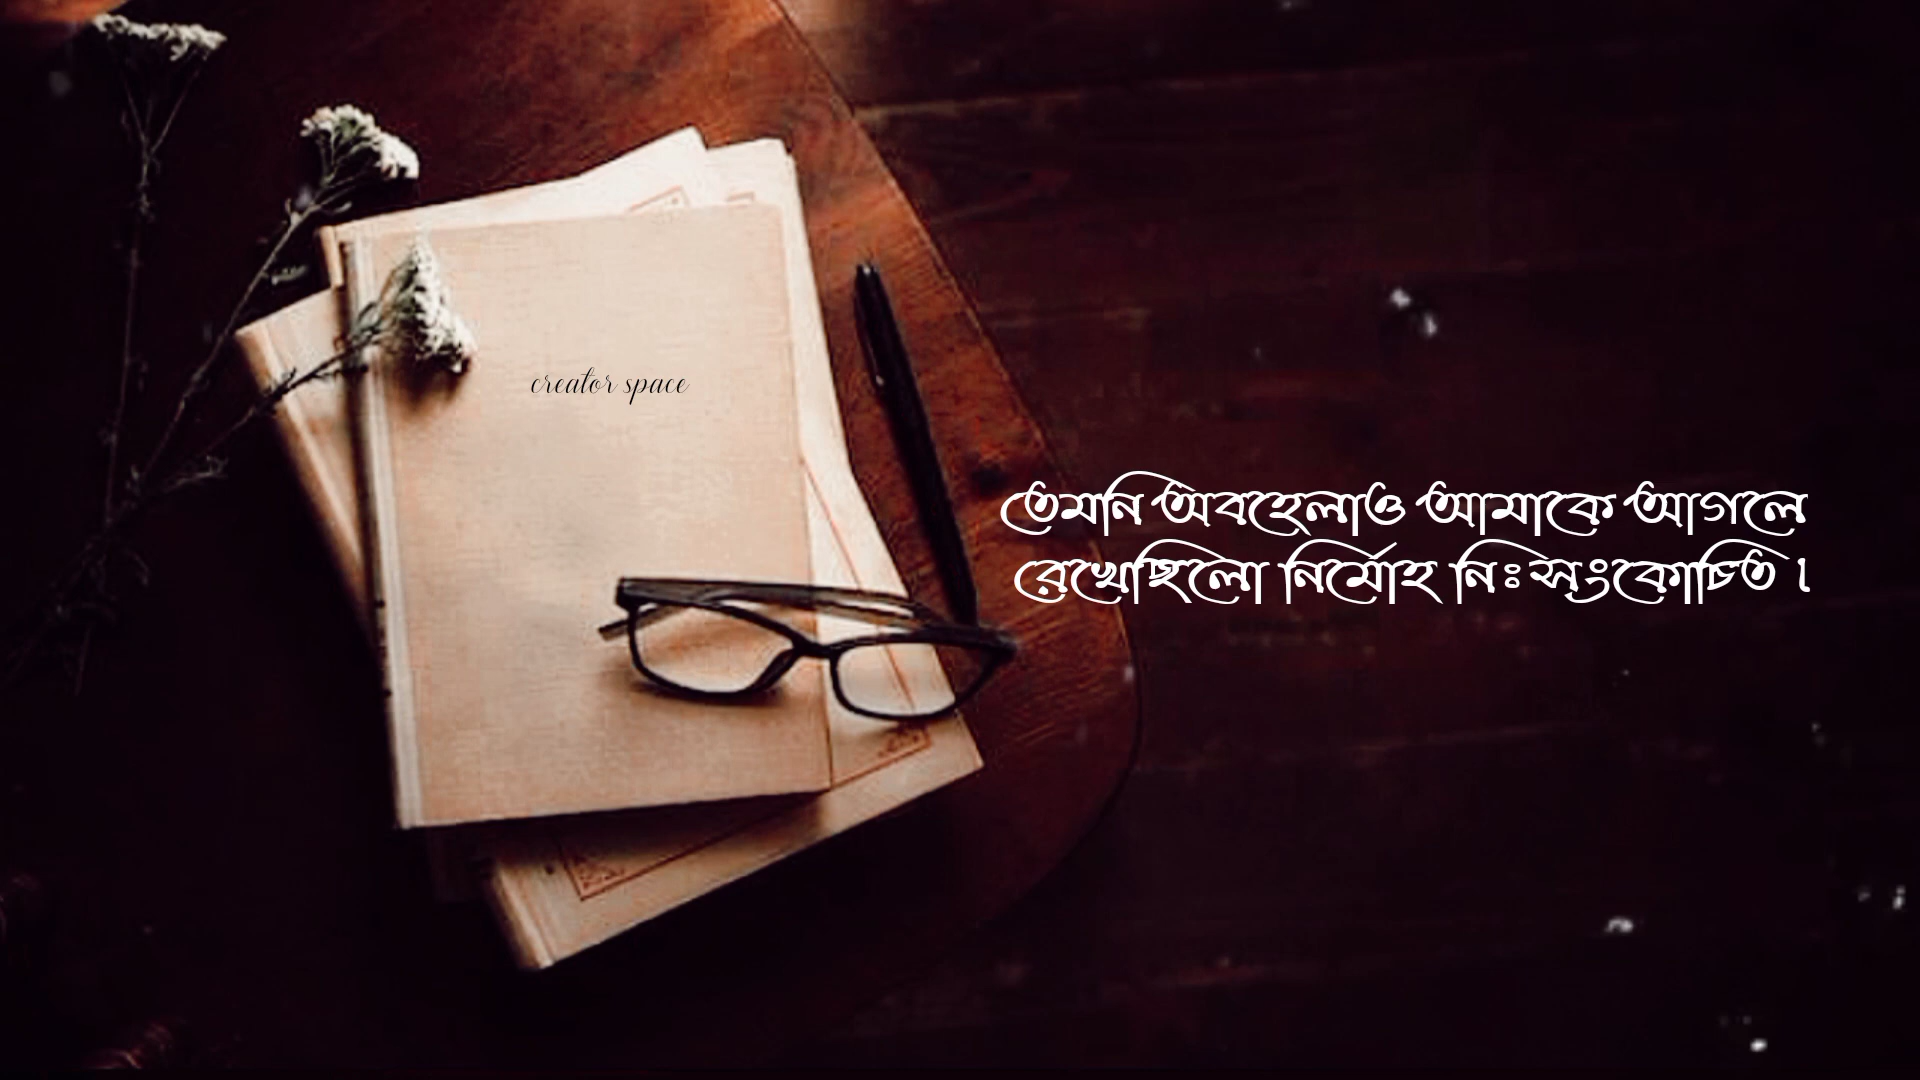 creator space
তেমনি অবহেলাও আমাকে আগলে
রেখেছিলো নির্মোহ নিঃসংকোচিত ।